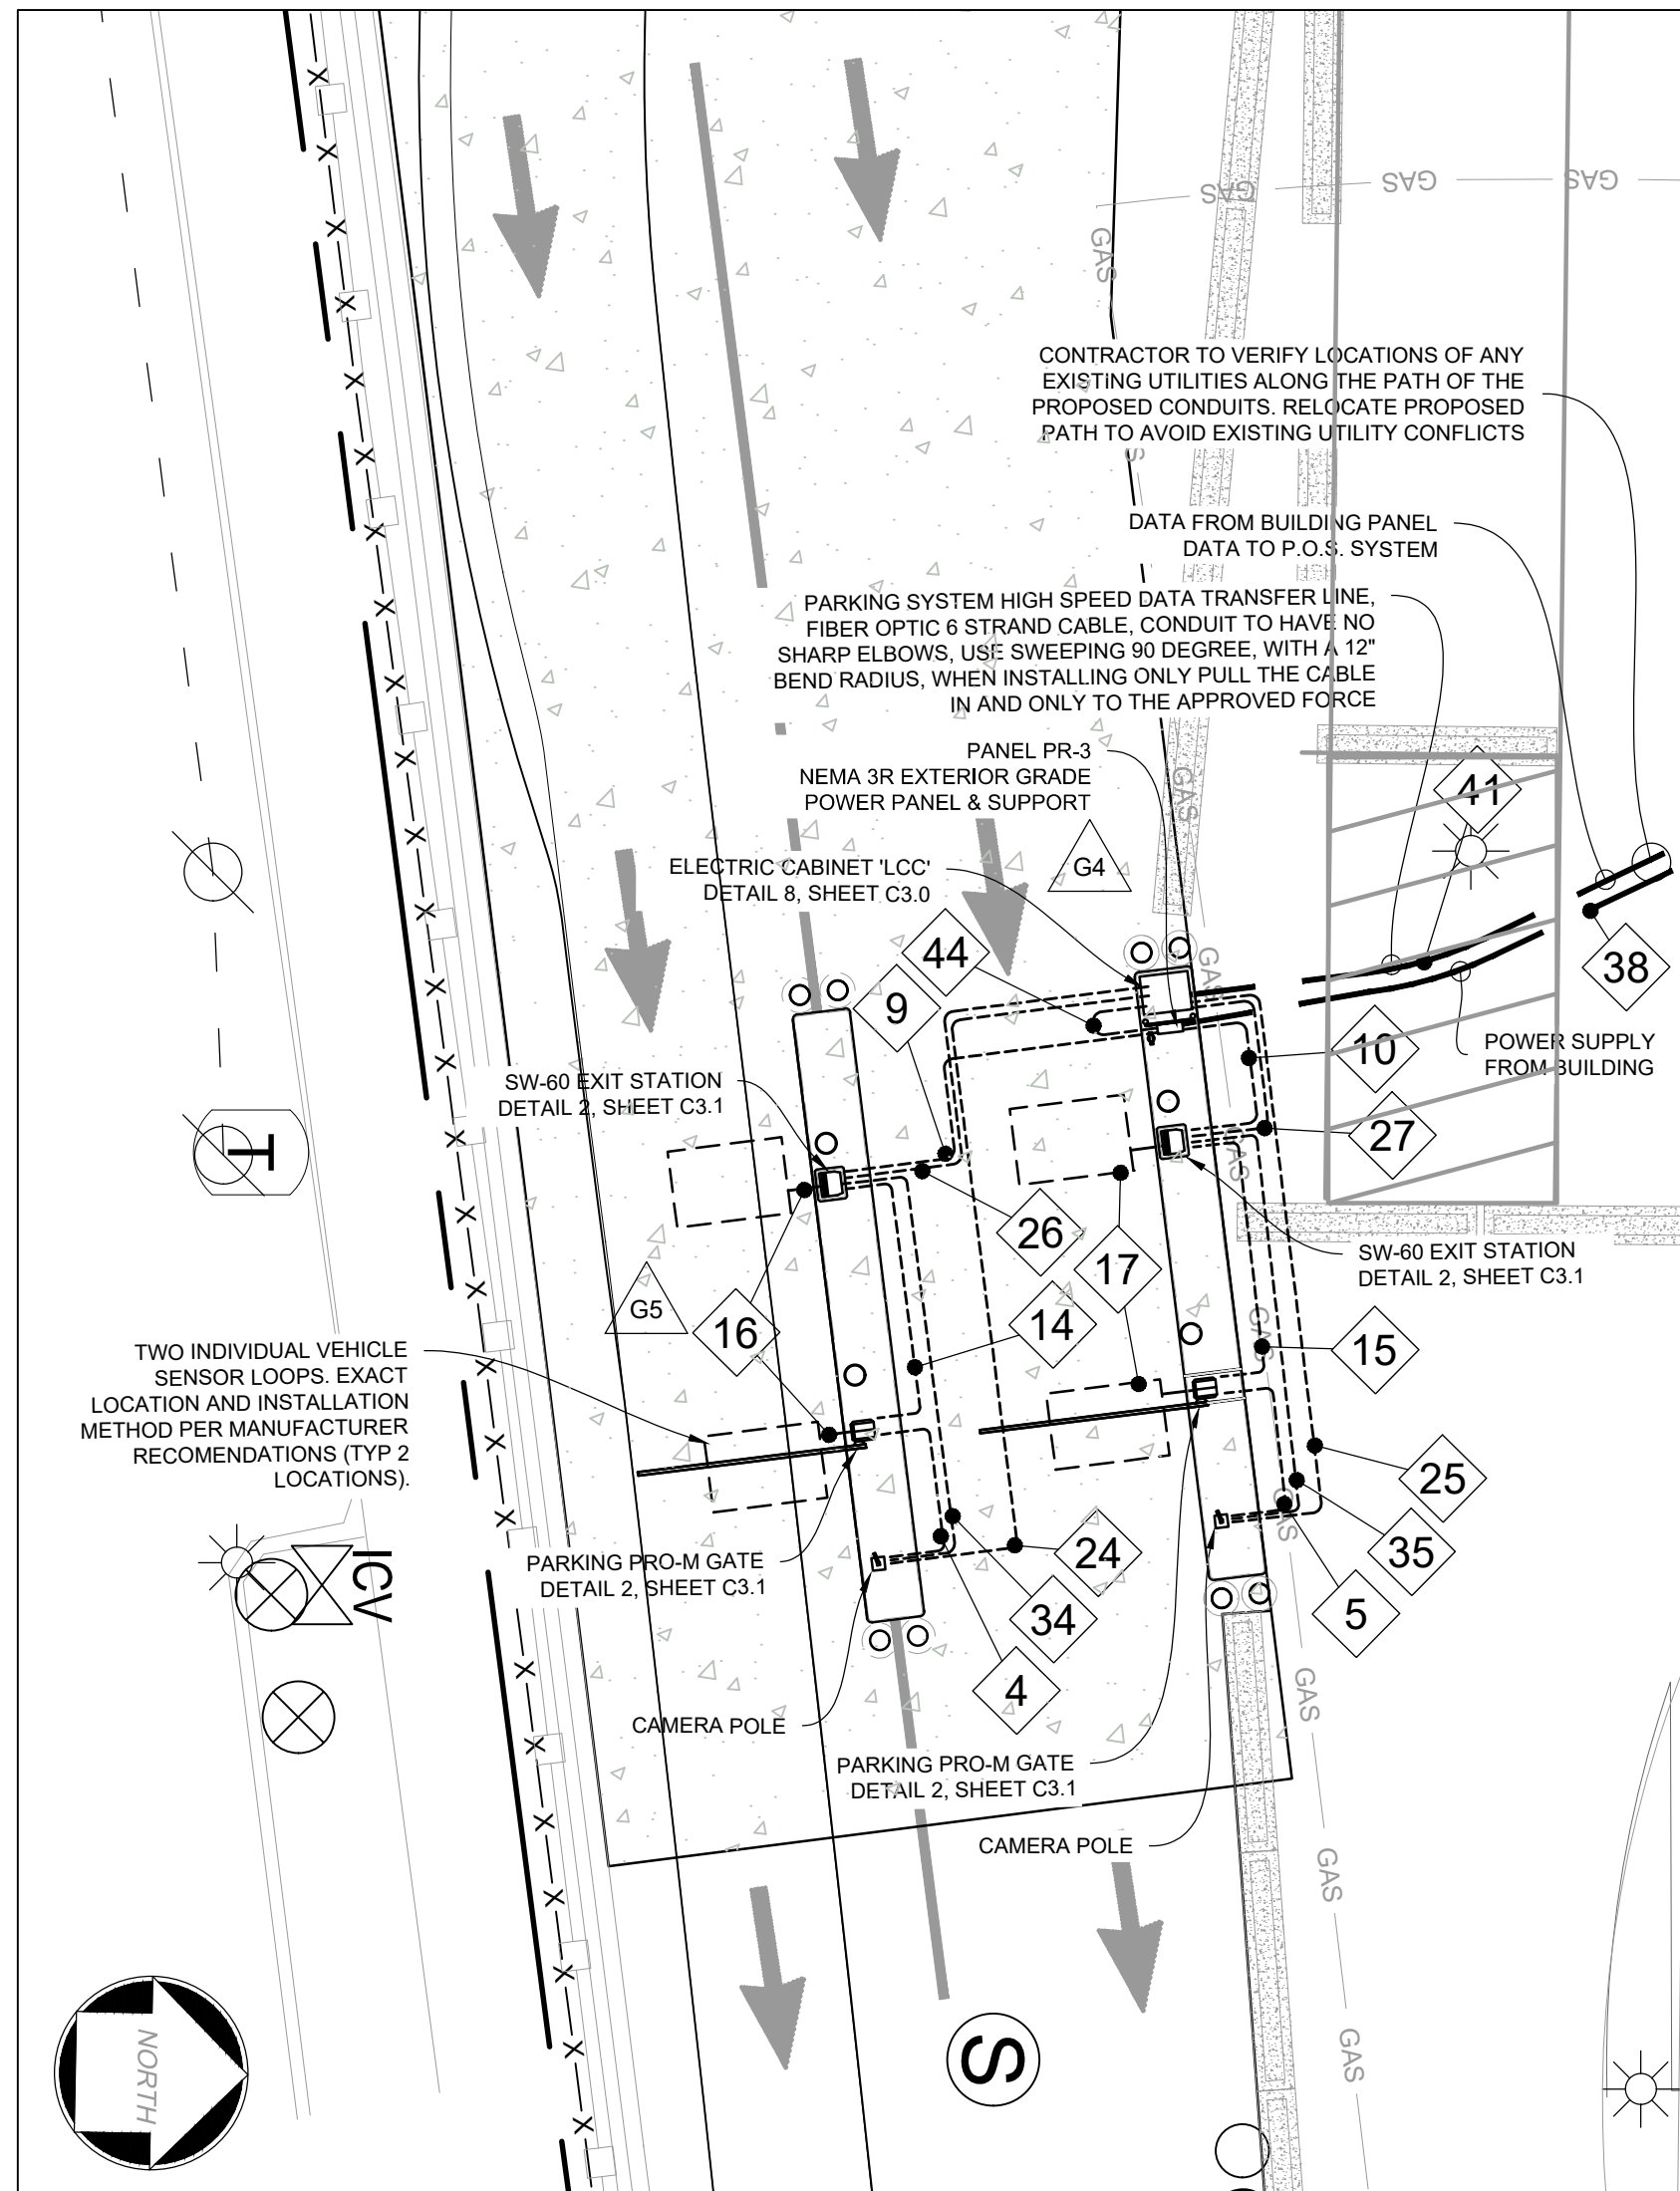 GAS
GAS
GAS
GAS
CONTRACTOR TO VERIFY LOCATIONS OF ANY
EXISTING UTILITIES ALONG THE PATH OF THE
PROPOSED CONDUITS. RELOCATE PROPOSED
PATH TO AVOID EXISTING UTILITY CONFLICTS
S
DATA FROM BUILDING PANEL
DATA TO P.O.S. SYSTEM
PARKING SYSTEM HIGH SPEED DATA TRANSFER LINE,
FIBER OPTIC 6 STRAND CABLE, CONDUIT TO HAVE NO
SHARP ELBOWS, USE SWEEPING 90 DEGREE, WITH A 12"
BEND RADIUS, WHEN INSTALLING ONLY PULL THE CABLE
IN AND ONLY TO THE APPROVED FORCE
PANEL PR-3
NEMA 3R EXTERIOR GRADE
POWER PANEL & SUPPORT
GAS
41
ELECTRIC CABINET 'LCC'
DETAIL 8, SHEET C3.0
G4
44
9
GAS
38
10
POWER SUPPLY
FROM BUILDING
SW-60 EXIT STATION
DETAIL 2, SHEET C3.1
27
GAS
T
26
17
SW-60 EXIT STATION
DETAIL 2, SHEET C3.1
G5
16
14
GAS
15
TWO INDIVIDUAL VEHICLE
SENSOR LOOPS. EXACT
LOCATION AND INSTALLATION
METHOD PER MANUFACTURER
RECOMENDATIONS (TYP 2
LOCATIONS).
25
GAS
35
24
ICV
PARKING PRO-M GATE
DETAIL 2, SHEET C3.1
34
5
4
GAS
CAMERA POLE
PARKING PRO-M GATE
DETAIL 2, SHEET C3.1
CAMERA POLE
GAS
S
GAS
NORTH